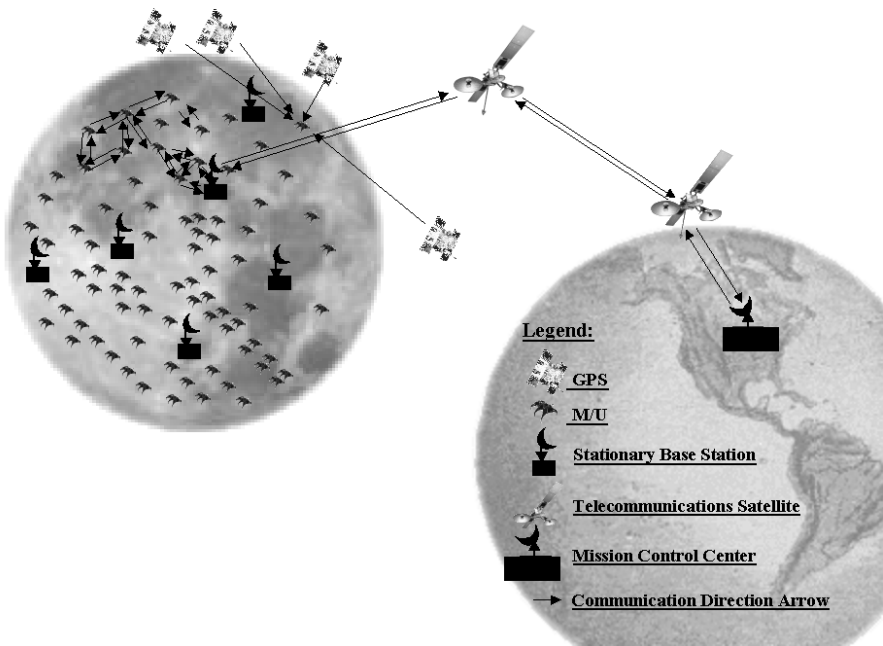 Legend:
GPS
M/U
Stationary Base Station
Telecommunications Satellite
Mission Control Center
Communication Direction Arrow